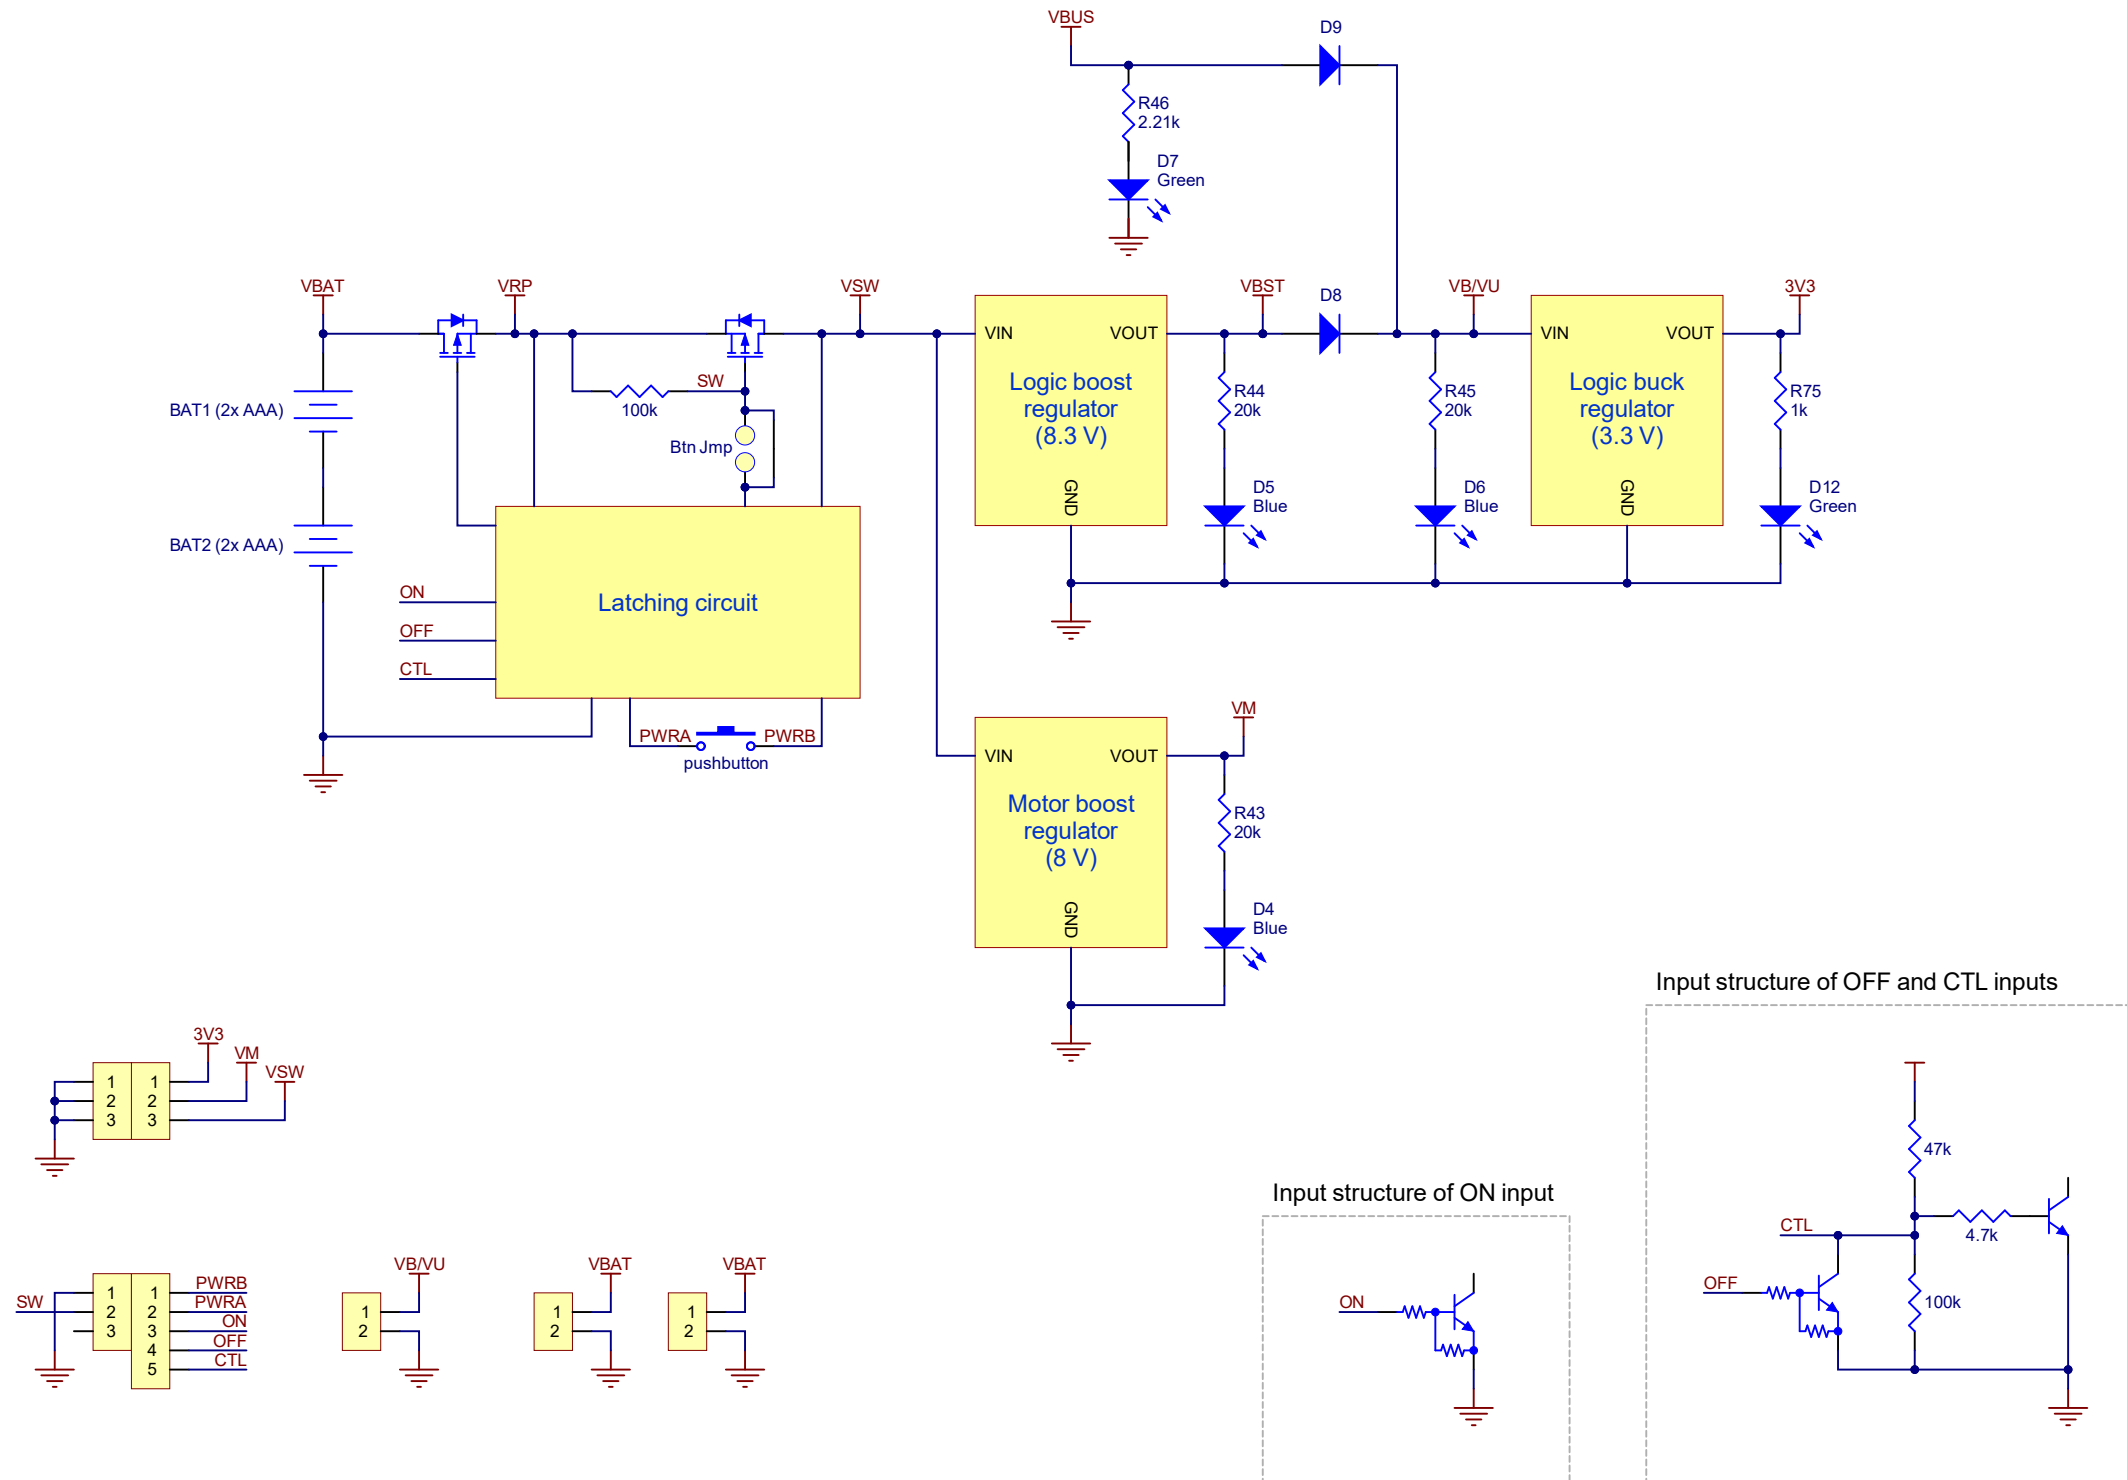 VBUS
D9
R46
2.21k
D7
Green
VBAT
VRP
VSW
VBST
D8
VB/VU
3V3
VIN
VOUT
Logic boost
regulator
(8.3 V)
GND
VIN
VOUT
Logic buck
regulator
(3.3 V)
GND
SW
100k
Btn Jmp
BAT1 (2x AAA)
BAT2 (2x AAA)
R44
20k
R45
20k
R75
1k
D5
Blue
D6
Blue
D12
Green
ON
OFF
CTL
Latching circuit
PWRA
PWRB
pushbutton
VM
VIN
VOUT
Motor boost
regulator
(8 V)
GND
R43
20k
D4
Blue
3V3
VM
VSW
1 1
2 2
3 3
SW
1 1
2 2
3 3
4
5
PWRB
PWRA
ON
OFF
CTL
VB/VU
1
2
VBAT
1
2
VBAT
1
2
Input structure of ON input
ON
Input structure of OFF and CTL inputs
47k
CTL
4.7k
OFF
100k